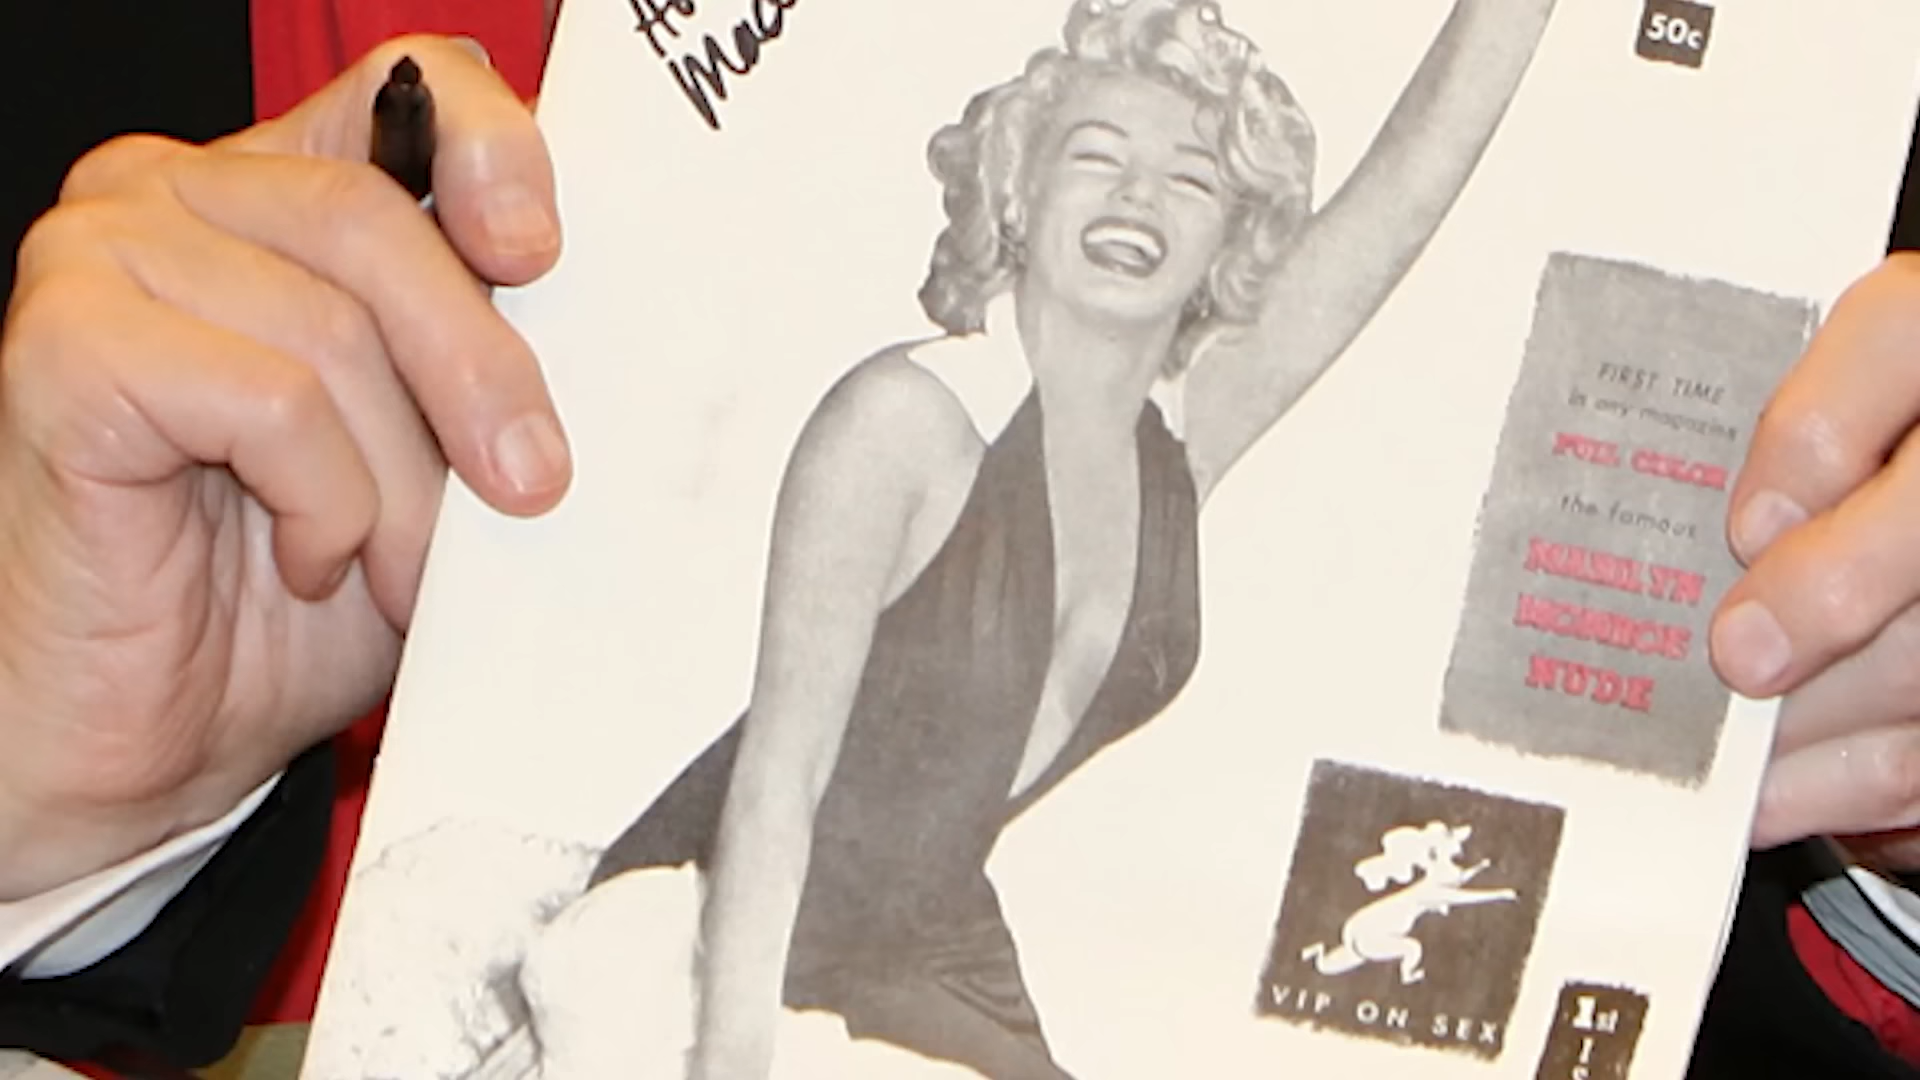 50c
FIRST TIME
in any magazine
FULL COLOR
the famous
MARILYN
MONROE
NUDE
VIP ON SEX
1st